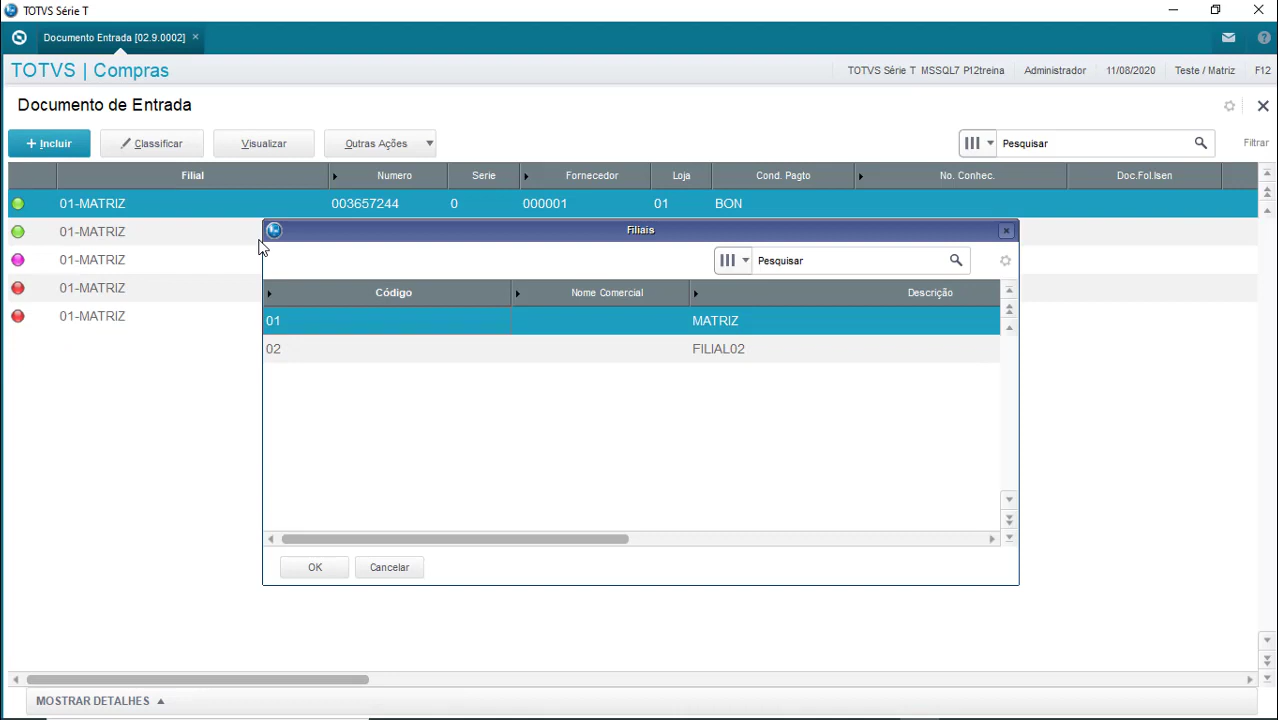 TOTVS Série T
Documento Entrada [02.9.0002] ×
TOTVS | Compras
TOTVS Série T MSSQL7 P12treina Administrador 11/08/2020 Teste / Matriz F12
Documento de Entrada
+ Incluir Classificar Visualizar Outras Ações Pesquisar Filtrar
Filial Numero Serie Fornecedor Loja Cond. Pagto No. Conhec. Doc.Fol.Isen
01-MATRIZ 003657244 0 000001 01 BON
01-MATRIZ
01-MATRIZ
01-MATRIZ
01-MATRIZ
Filiais
Pesquisar
Código Nome Comercial Descrição
01 MATRIZ
02 FILIAL02
OK Cancelar
MOSTRAR DETALHES